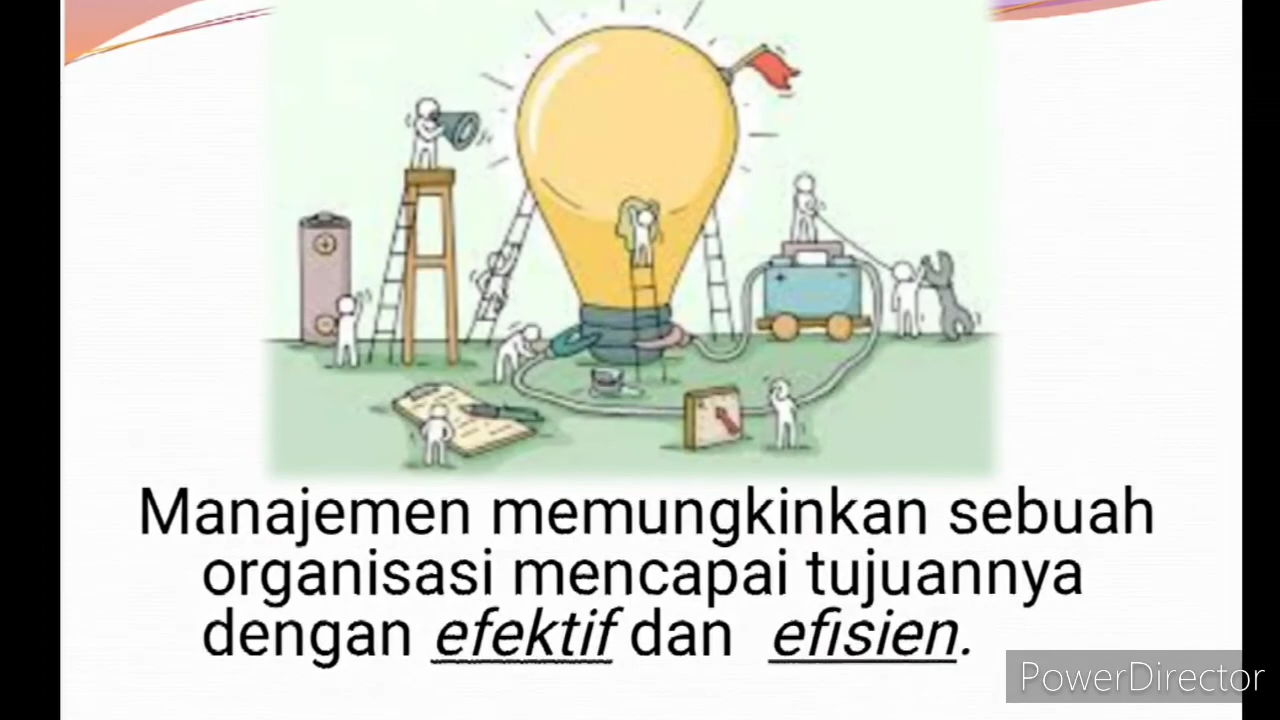 Manajemen memungkinkan sebuah
organisasi mencapai tujuannya
dengan efektif dan efisien.
PowerDirector